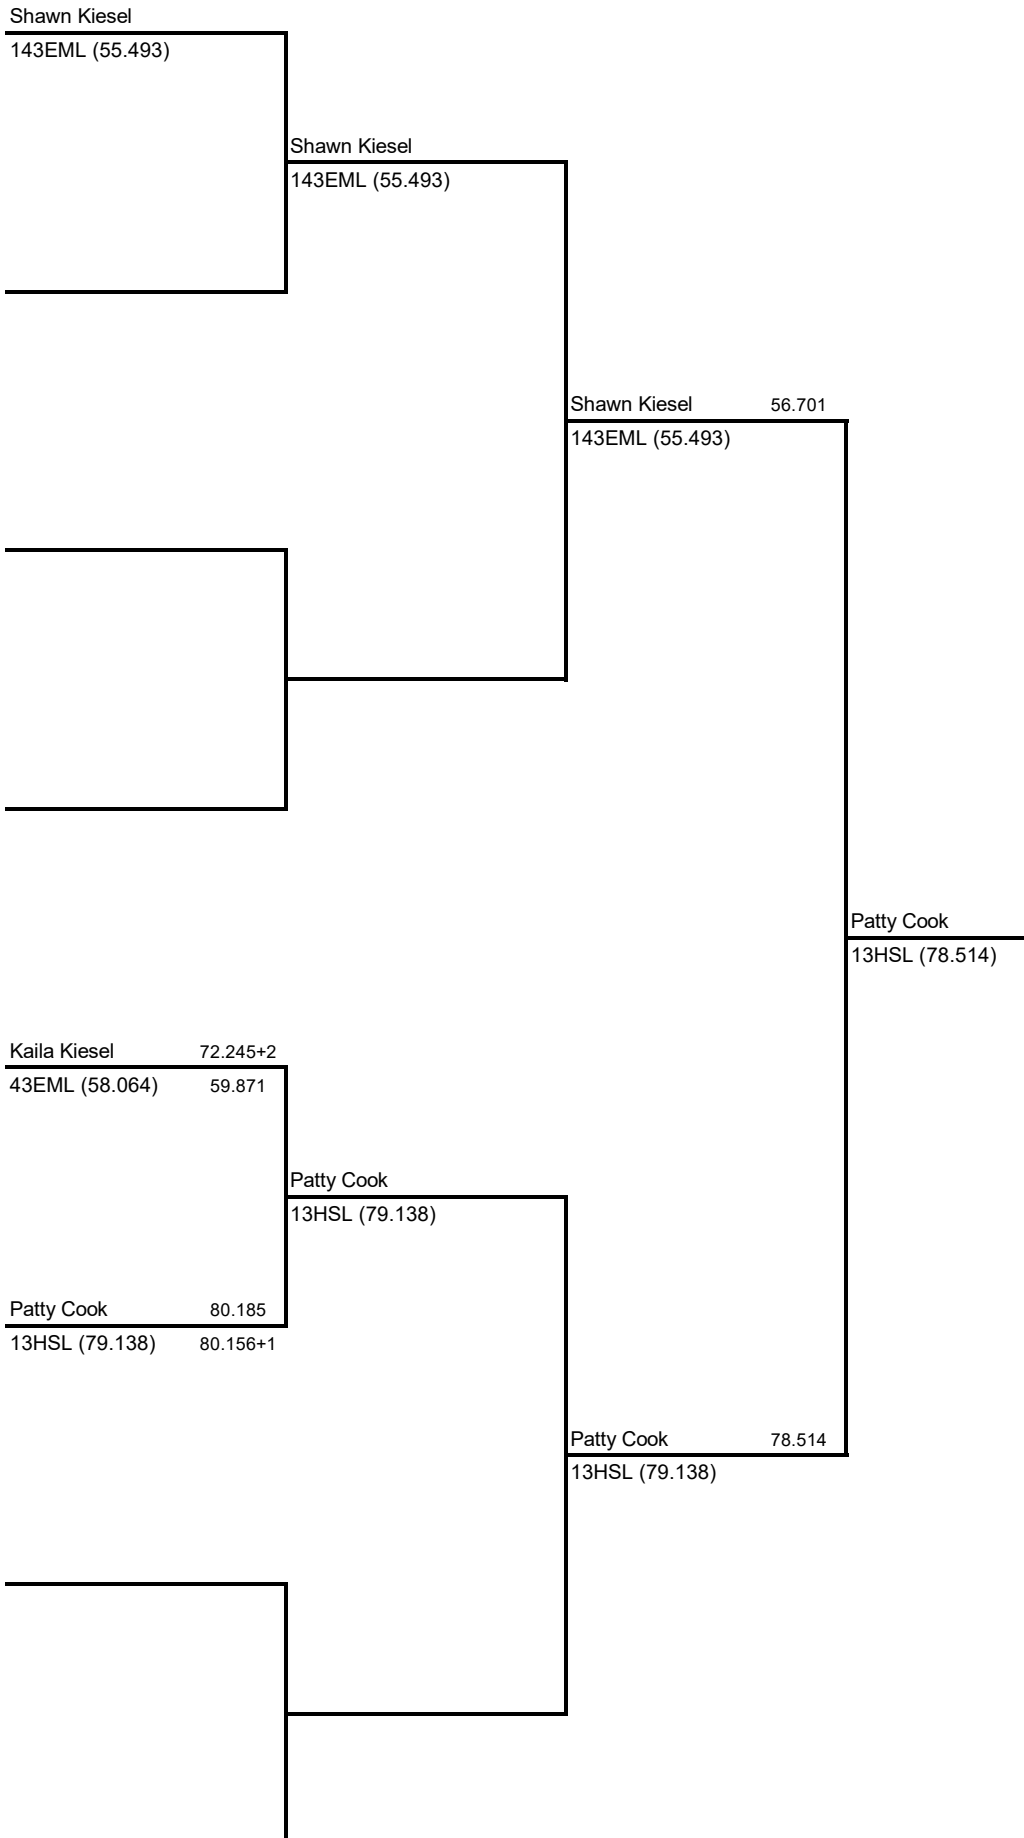 Shawn Kiesel
143EML (55.493)
Shawn Kiesel
143EML (55.493)
Shawn Kiesel 56.701
143EML (55.493)
Patty Cook
13HSL (78.514)
Kaila Kiesel 72.245+2
43EML (58.064) 59.871
Patty Cook
13HSL (79.138)
Patty Cook 80.185
13HSL (79.138) 80.156+1
Patty Cook 78.514
13HSL (79.138)